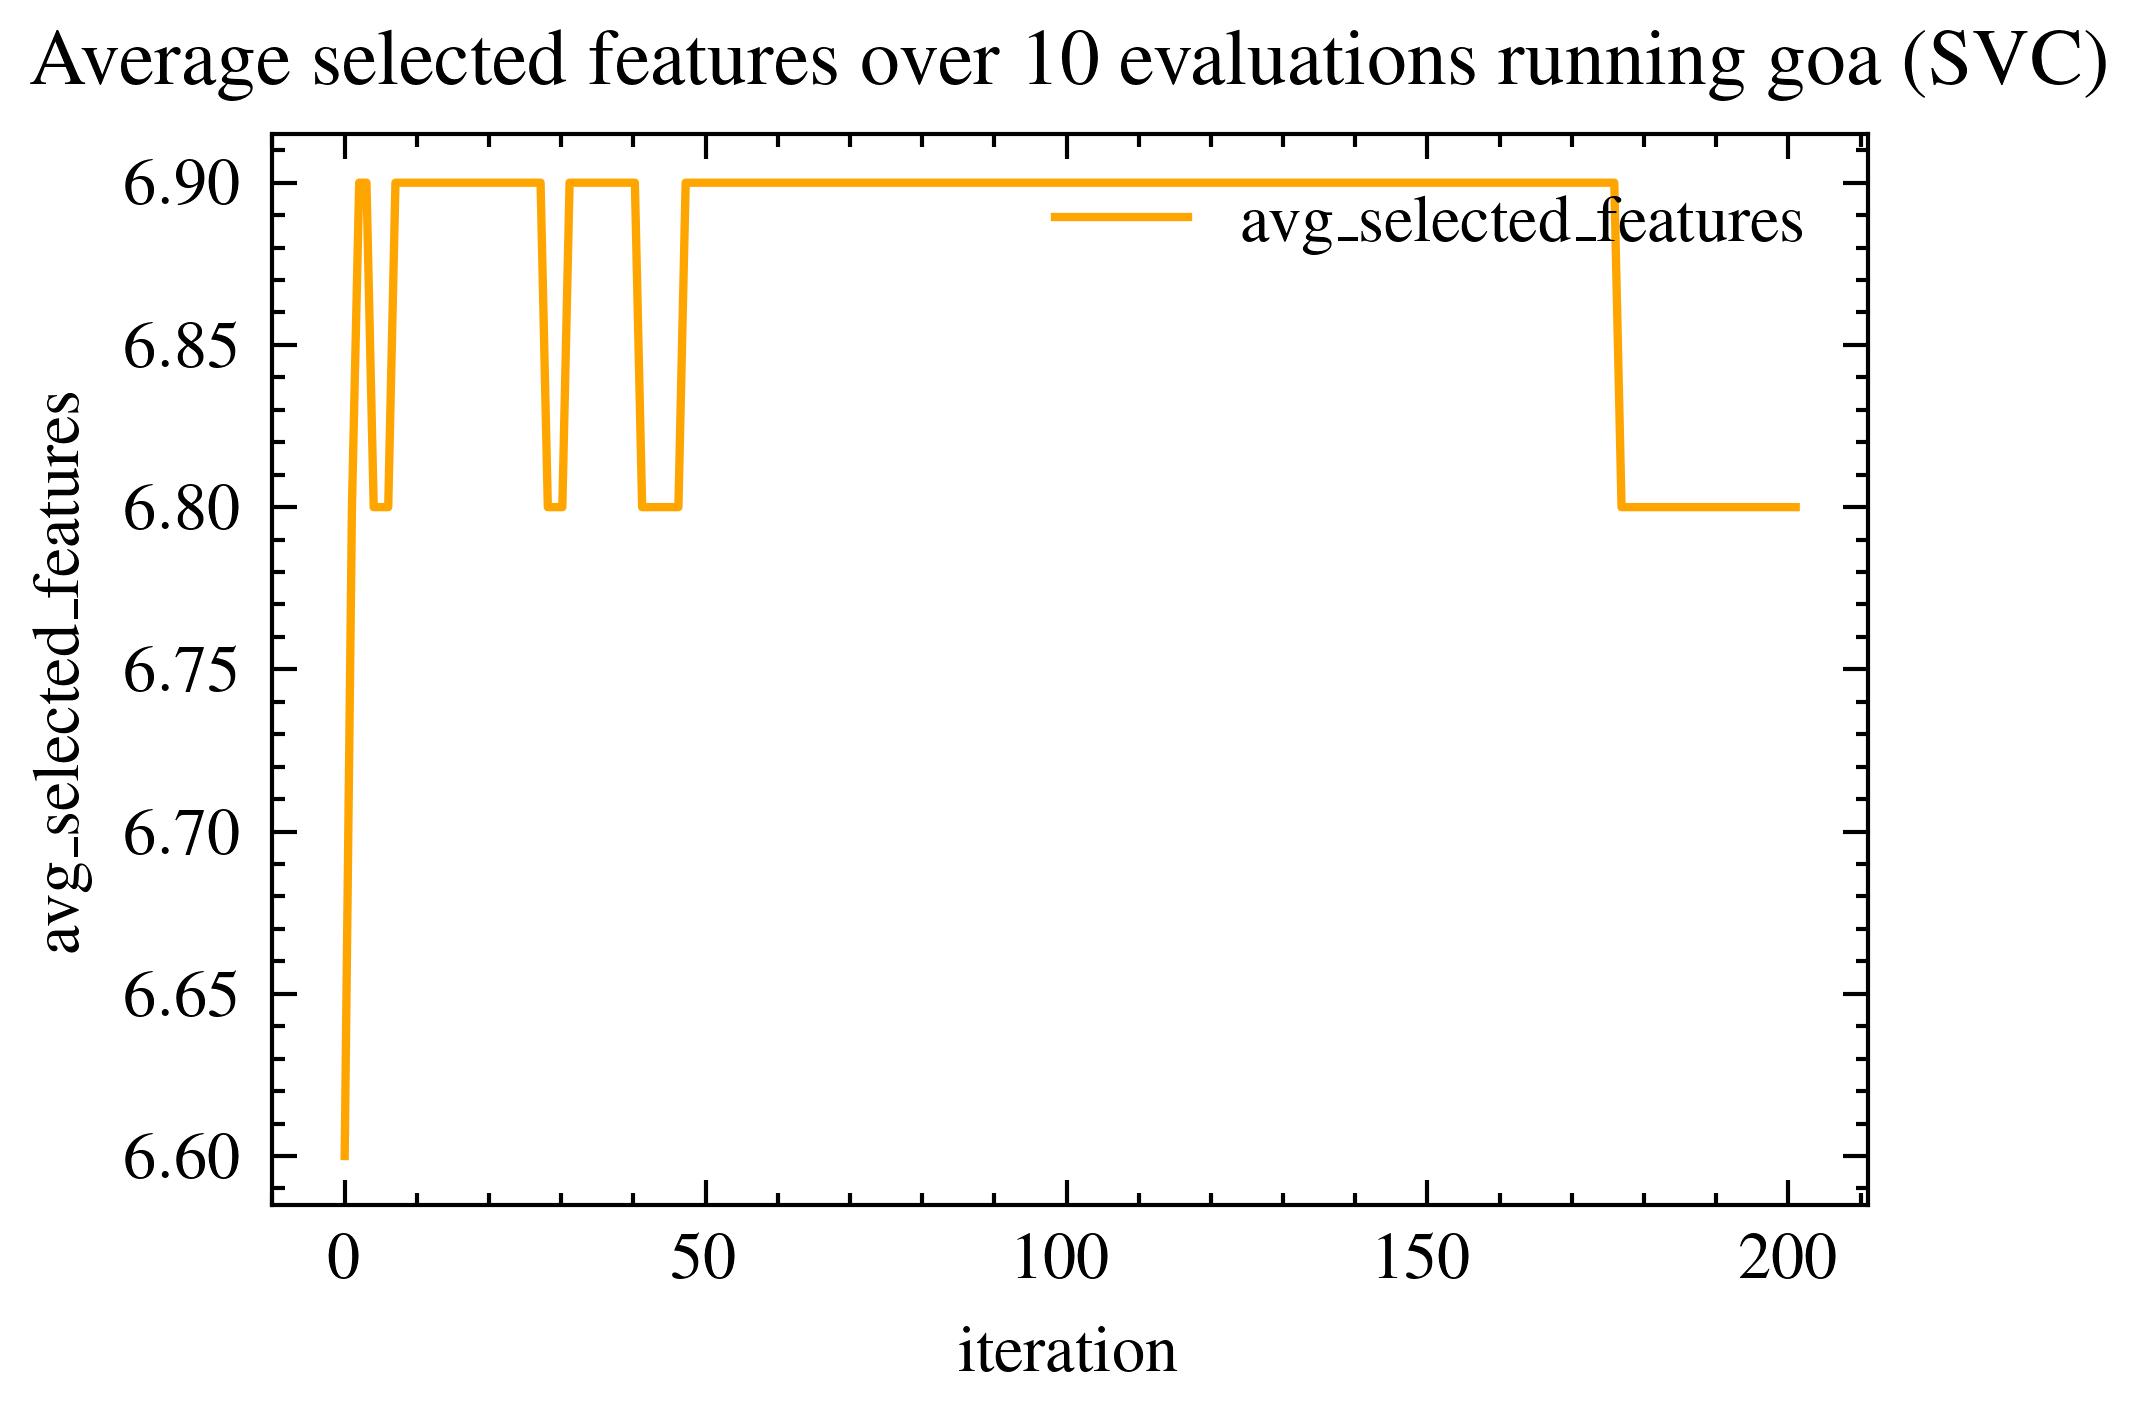 Average selected features over 10 evaluations running goa (SVC)
avg_selected_features
6.90
6.85
6.80
6.75
6.70
6.65
6.60
avg_selected_features
0 50 100 150 200
iteration